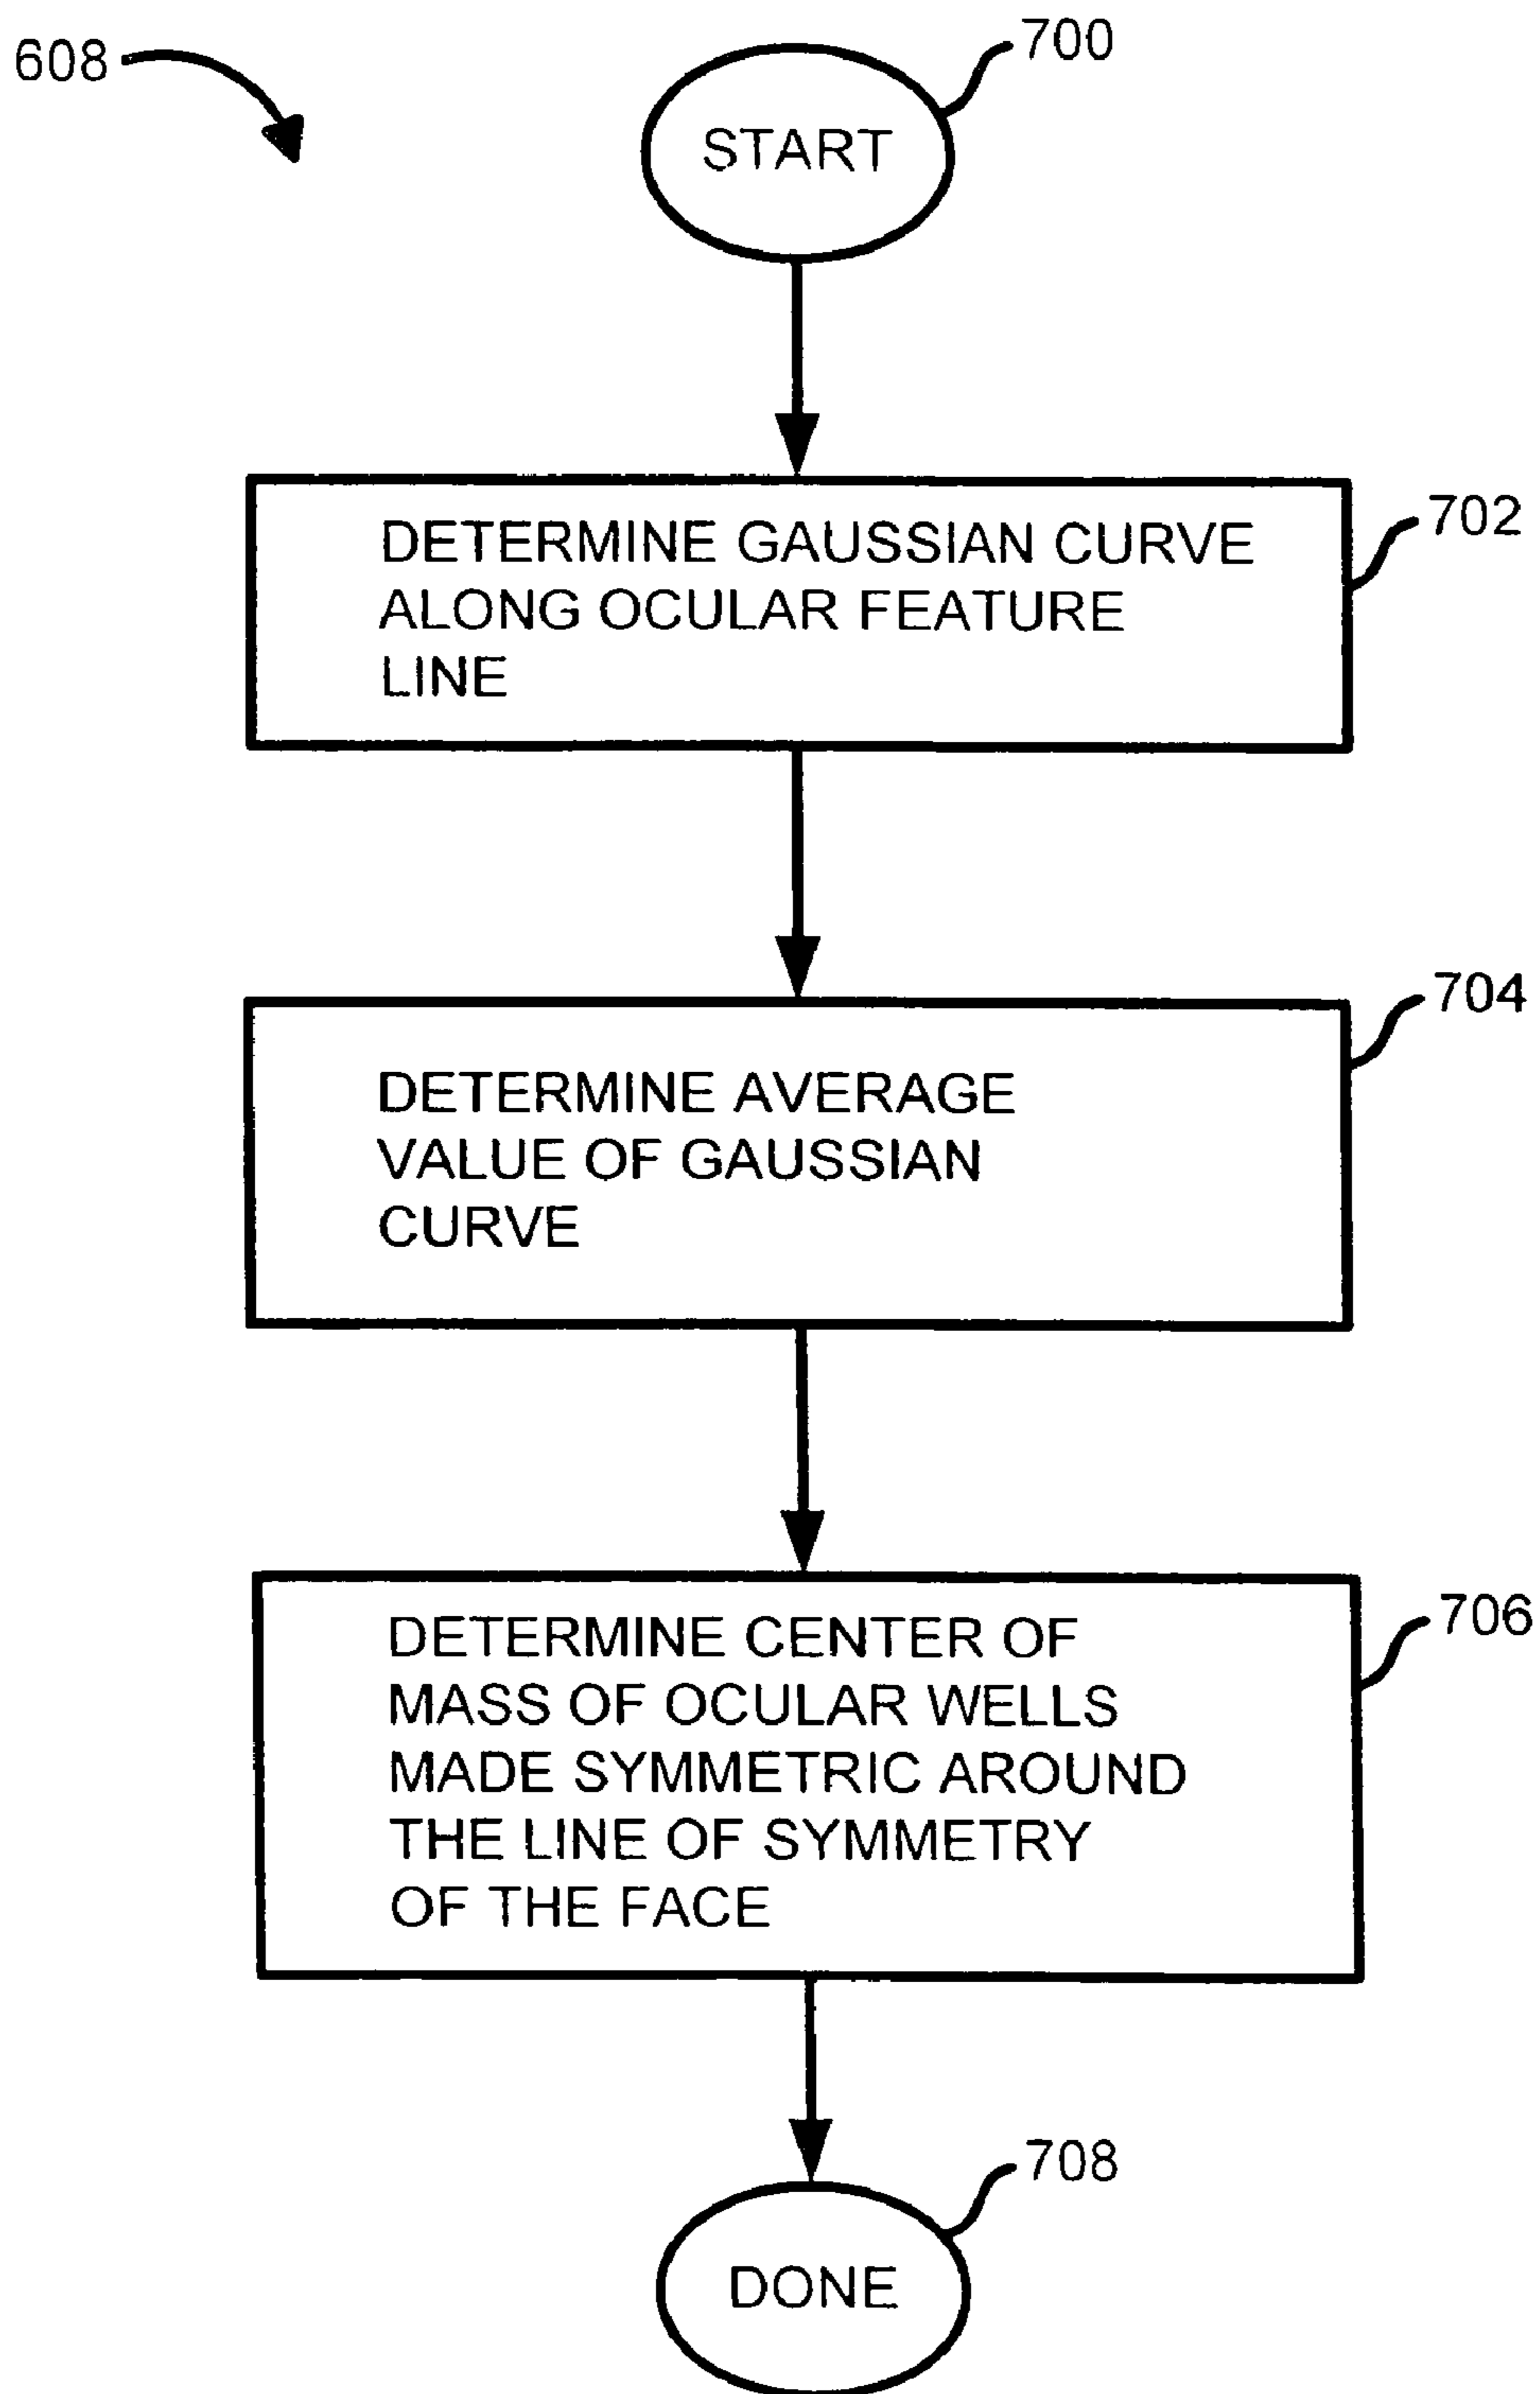 608
700
START
702
DETERMINE GAUSSIAN CURVE
ALONG OCULAR FEATURE
LINE
704
DETERMINE AVERAGE
VALUE OF GAUSSIAN
CURVE
706
DETERMINE CENTER OF
MASS OF OCULAR WELLS
MADE SYMMETRIC AROUND
THE LINE OF SYMMETRY
OF THE FACE
708
DONE